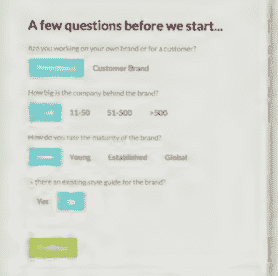 A few questions before we start...
Are you working on your own brand or for a customer?
Customer Brand
How big is the company behind the brand?
11-50 51-500 >500
How do you rate the maturity of the brand?
Young Established Global
Is there an existing style guide for the brand?
Yes No